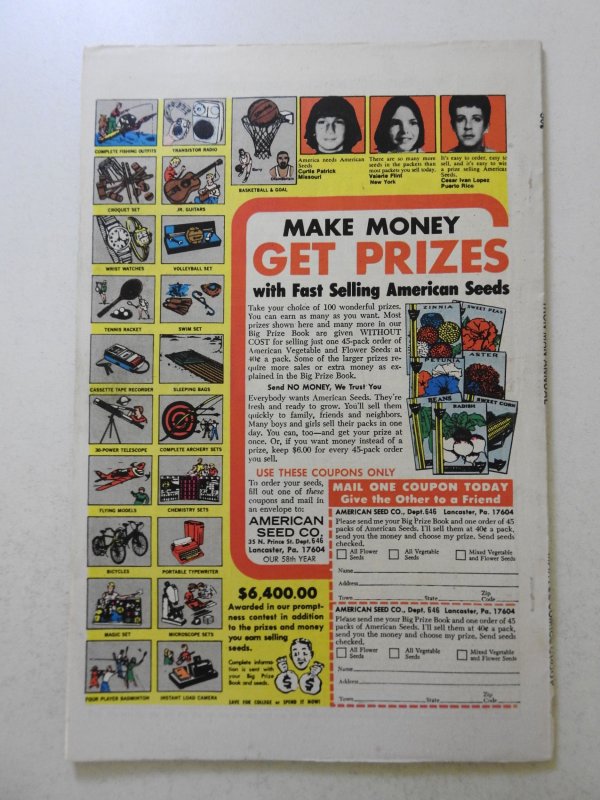 COMPLETE FISHING OUTFITS
TRANSISTOR RADIO
CROQUET SET
JR. GUITARS
WRIST WATCHES
VOLLEYBALL SET
TENNIS RACKET
SWIM SET
CASSETTE TAPE RECORDER
SLEEPING BAGS
30-POWER TELESCOPE
COMPLETE ARCHERY SETS
FLYING MODELS
CHEMISTRY SETS
BICYCLES
PORTABLE TYPEWRITER
MAGIC SET
MICROSCOPE SETS
FOUR PLAYER BADMINTON
INSTANT LOAD CAMERA
BASKETBALL & GOAL
America needs American
Seeds
Curtis Patrick
Missouri
There are so many more
seeds in the packets than
most packets you sell today.
Valerie Flint
New York
It's easy to order, easy to
sell, and it's easy to win
a prize selling American
Seeds.
Cesar Ivan Lopez
Puerto Rico
MAKE MONEY
GET PRIZES
with Fast Selling American Seeds
Take your choice of 100 wonderful prizes.
You can earn as many as you want. Most
prizes shown here and many more in our
Big Prize Book are given WITHOUT
COST for selling just one 45-pack order of
American Vegetable and Flower Seeds at
40¢ a pack. Some of the larger prizes re-
quire more sales or extra money as ex-
plained in the Big Prize Book.
Send NO MONEY, We Trust You
Everybody wants American Seeds. They're
fresh and ready to grow. You'll sell them
quickly to family, friends and neighbors.
Many boys and girls sell their packs in one
day. You can, too—and get your prize at
once. Or, if you want money instead of a
prize, keep $6.00 for every 45-pack order
you sell.
ZINNIA
SWEET PEAS
PETUNIA
ASTER
BEANS
SWEET CORN
RADISH
USE THESE COUPONS ONLY
To order your seeds,
fill out one of these
coupons and mail in
an envelope to:
AMERICAN
SEED CO.
35 N. Prince St. Dept. 646
Lancaster, Pa. 17604
OUR 58th YEAR
$6,400.00
Awarded in our prompt-
ness contest in addition
to the prizes and money
you earn selling
seeds.
Complete informa-
tion is sent with
your Big Prize
Book and seeds.
SAVE FOR COLLEGE or SPEND IT NOW!
MAIL ONE COUPON TODAY
Give the Other to a Friend
AMERICAN SEED CO., Dept. 646 Lancaster, Pa. 17604
Please send me your Big Prize Book and one order of 45
packs of American Seeds. I'll sell them at 40¢ a pack,
send you the money and choose my prize. Send seeds
checked.
All Flower Seeds
All Vegetable Seeds
Mixed Vegetable and Flower Seeds
Name
Address
Town State Zip Code
AMERICAN SEED CO., Dept. 646 Lancaster, Pa. 17604
Please send me your Big Prize Book and one order of 45
packs of American Seeds. I'll sell them at 40¢ a pack,
send you the money and choose my prize. Send seeds
checked.
All Flower Seeds
All Vegetable Seeds
Mixed Vegetable and Flower Seeds
Name
Address
Town State Zip Code